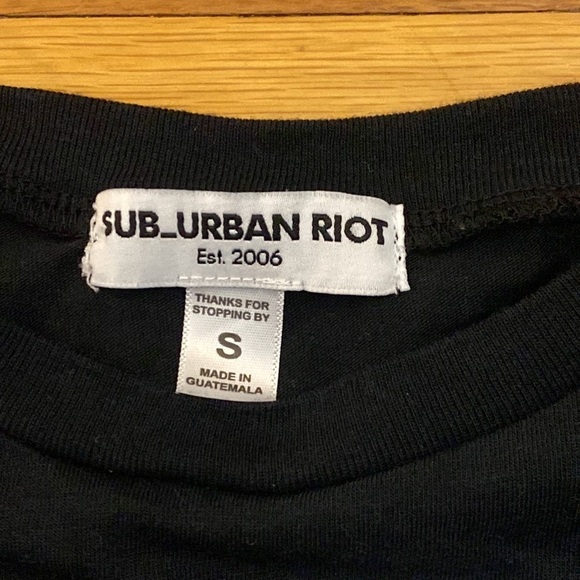 SUB_URBAN RIOT
Est. 2006
THANKS FOR
STOPPING BY
S
MADE IN
GUATEMALA